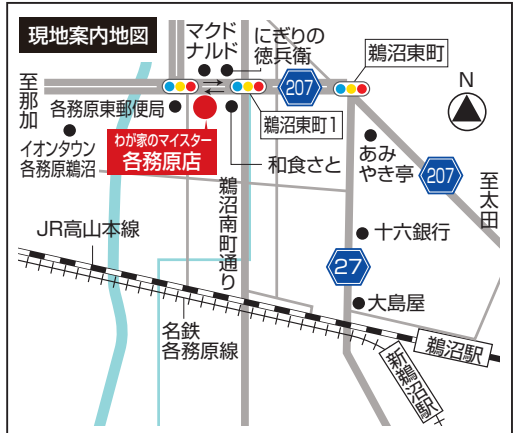 現地案内地図
マクド
ナルド
にぎりの
徳兵衛
鵜沼東町
至那加
207
N
各務原東郵便局
鵜沼東町1
わが家のマイスター
各務原店
イオンタウン
各務原鵜沼
和食さと
あみ
やき亭
207
至太田
鵜沼南町通り
JR高山本線
十六銀行
27
大島屋
名鉄
各務原線
鵜沼駅
新鵜沼駅